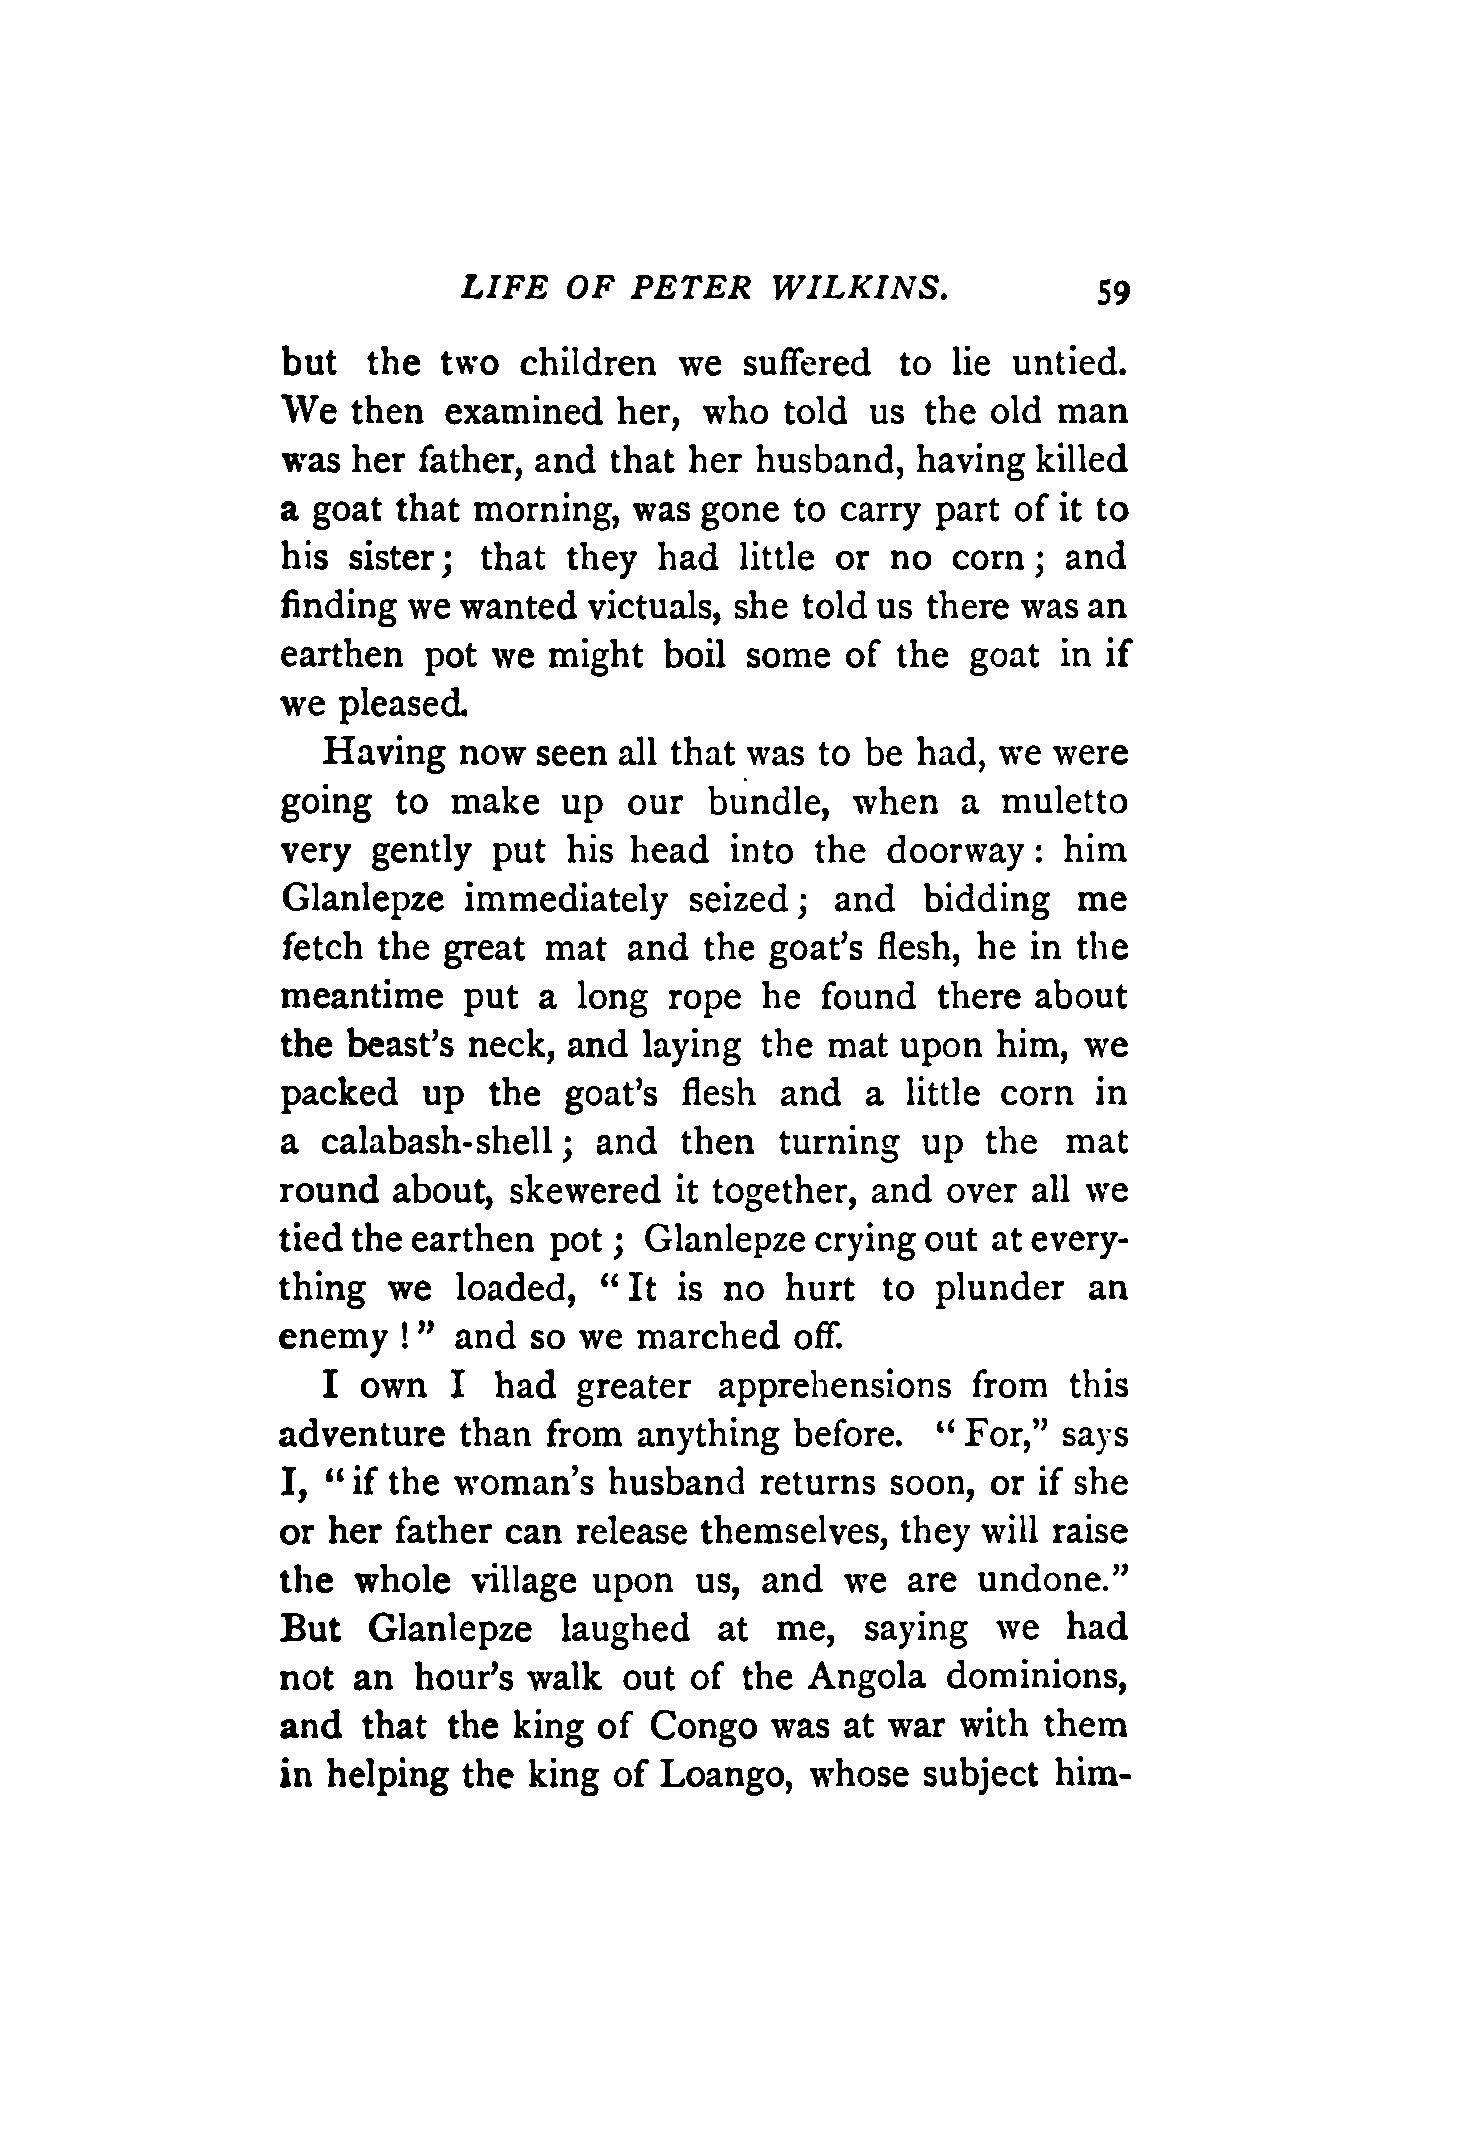 LIFE OF PETER WILKINS. 59
but the two children we suffered to lie untied.
We then examined her, who told us the old man
was her father, and that her husband, having killed
a goat that morning, was gone to carry part of it to
his sister; that they had little or no corn; and
finding we wanted victuals, she told us there was an
earthen pot we might boil some of the goat in if
we pleased.
Having now seen all that was to be had, we were
going to make up our bundle, when a muletto
very gently put his head into the doorway: him
Glanlepze immediately seized; and bidding me
fetch the great mat and the goat's flesh, he in the
meantime put a long rope he found there about
the beast's neck, and laying the mat upon him, we
packed up the goat's flesh and a little corn in
a calabash-shell; and then turning up the mat
round about, skewered it together, and over all we
tied the earthen pot; Glanlepze crying out at every-
thing we loaded, "It is no hurt to plunder an
enemy!" and so we marched off.
I own I had greater apprehensions from this
adventure than from anything before. "For," says
I, "if the woman's husband returns soon, or if she
or her father can release themselves, they will raise
the whole village upon us, and we are undone."
But Glanlepze laughed at me, saying we had
not an hour's walk out of the Angola dominions,
and that the king of Congo was at war with them
in helping the king of Loango, whose subject him-